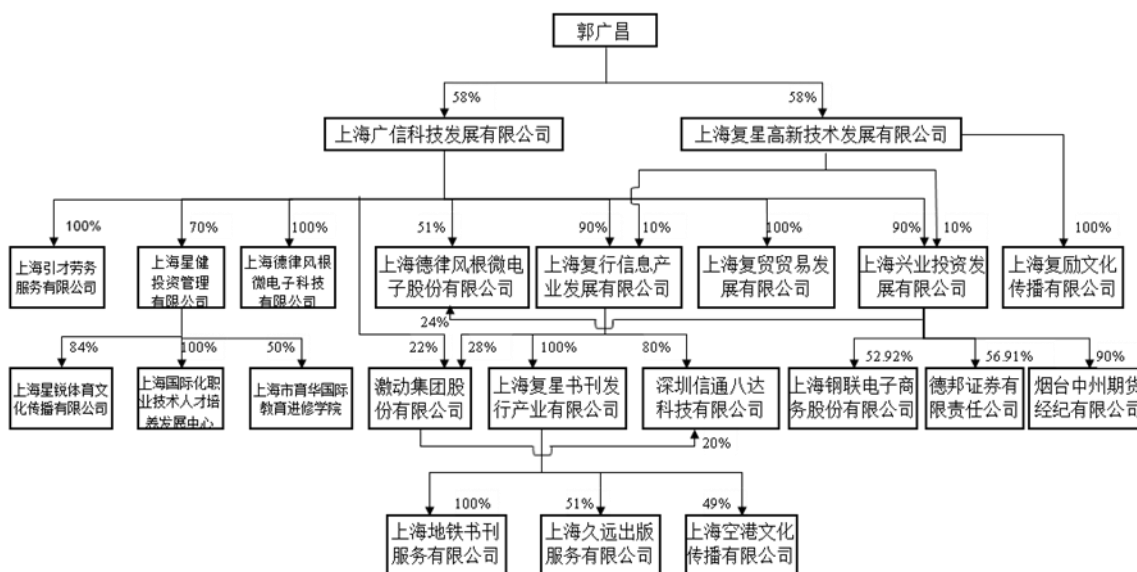 郭广昌
58%
58%
上海广信科技发展有限公司
上海复星高新技术发展有限公司
100%
70%
100%
51%
90%
10%
100%
90%
10%
100%
上海引才劳务
服务有限公司
上海星健
投资管理
有限公司
上海德律风根
微电子科技
有限公司
上海德律风根微电
子股份有限公司
上海复行信息产
业发展有限公司
上海复贸贸易发
展有限公司
上海兴业投资发
展有限公司
上海复励文化
传播有限公司
24%
84%
100%
50%
22%
28%
100%
80%
52.92%
56.91%
90%
上海星锐体育文
化传播有限公司
上海国际化职
业技术人才培
养发展中心
上海市育华国际
教育进修学院
激动集团股
份有限公司
上海复星书刊发
行产业有限公司
深圳信通八达
科技有限公司
上海钢联电子商
务股份有限公司
德邦证券有
限责任公司
烟台中州期货
经纪有限公司
20%
100%
51%
49%
上海地铁书刊
服务有限公司
上海久远出版
服务有限公司
上海空港文化
传播有限公司